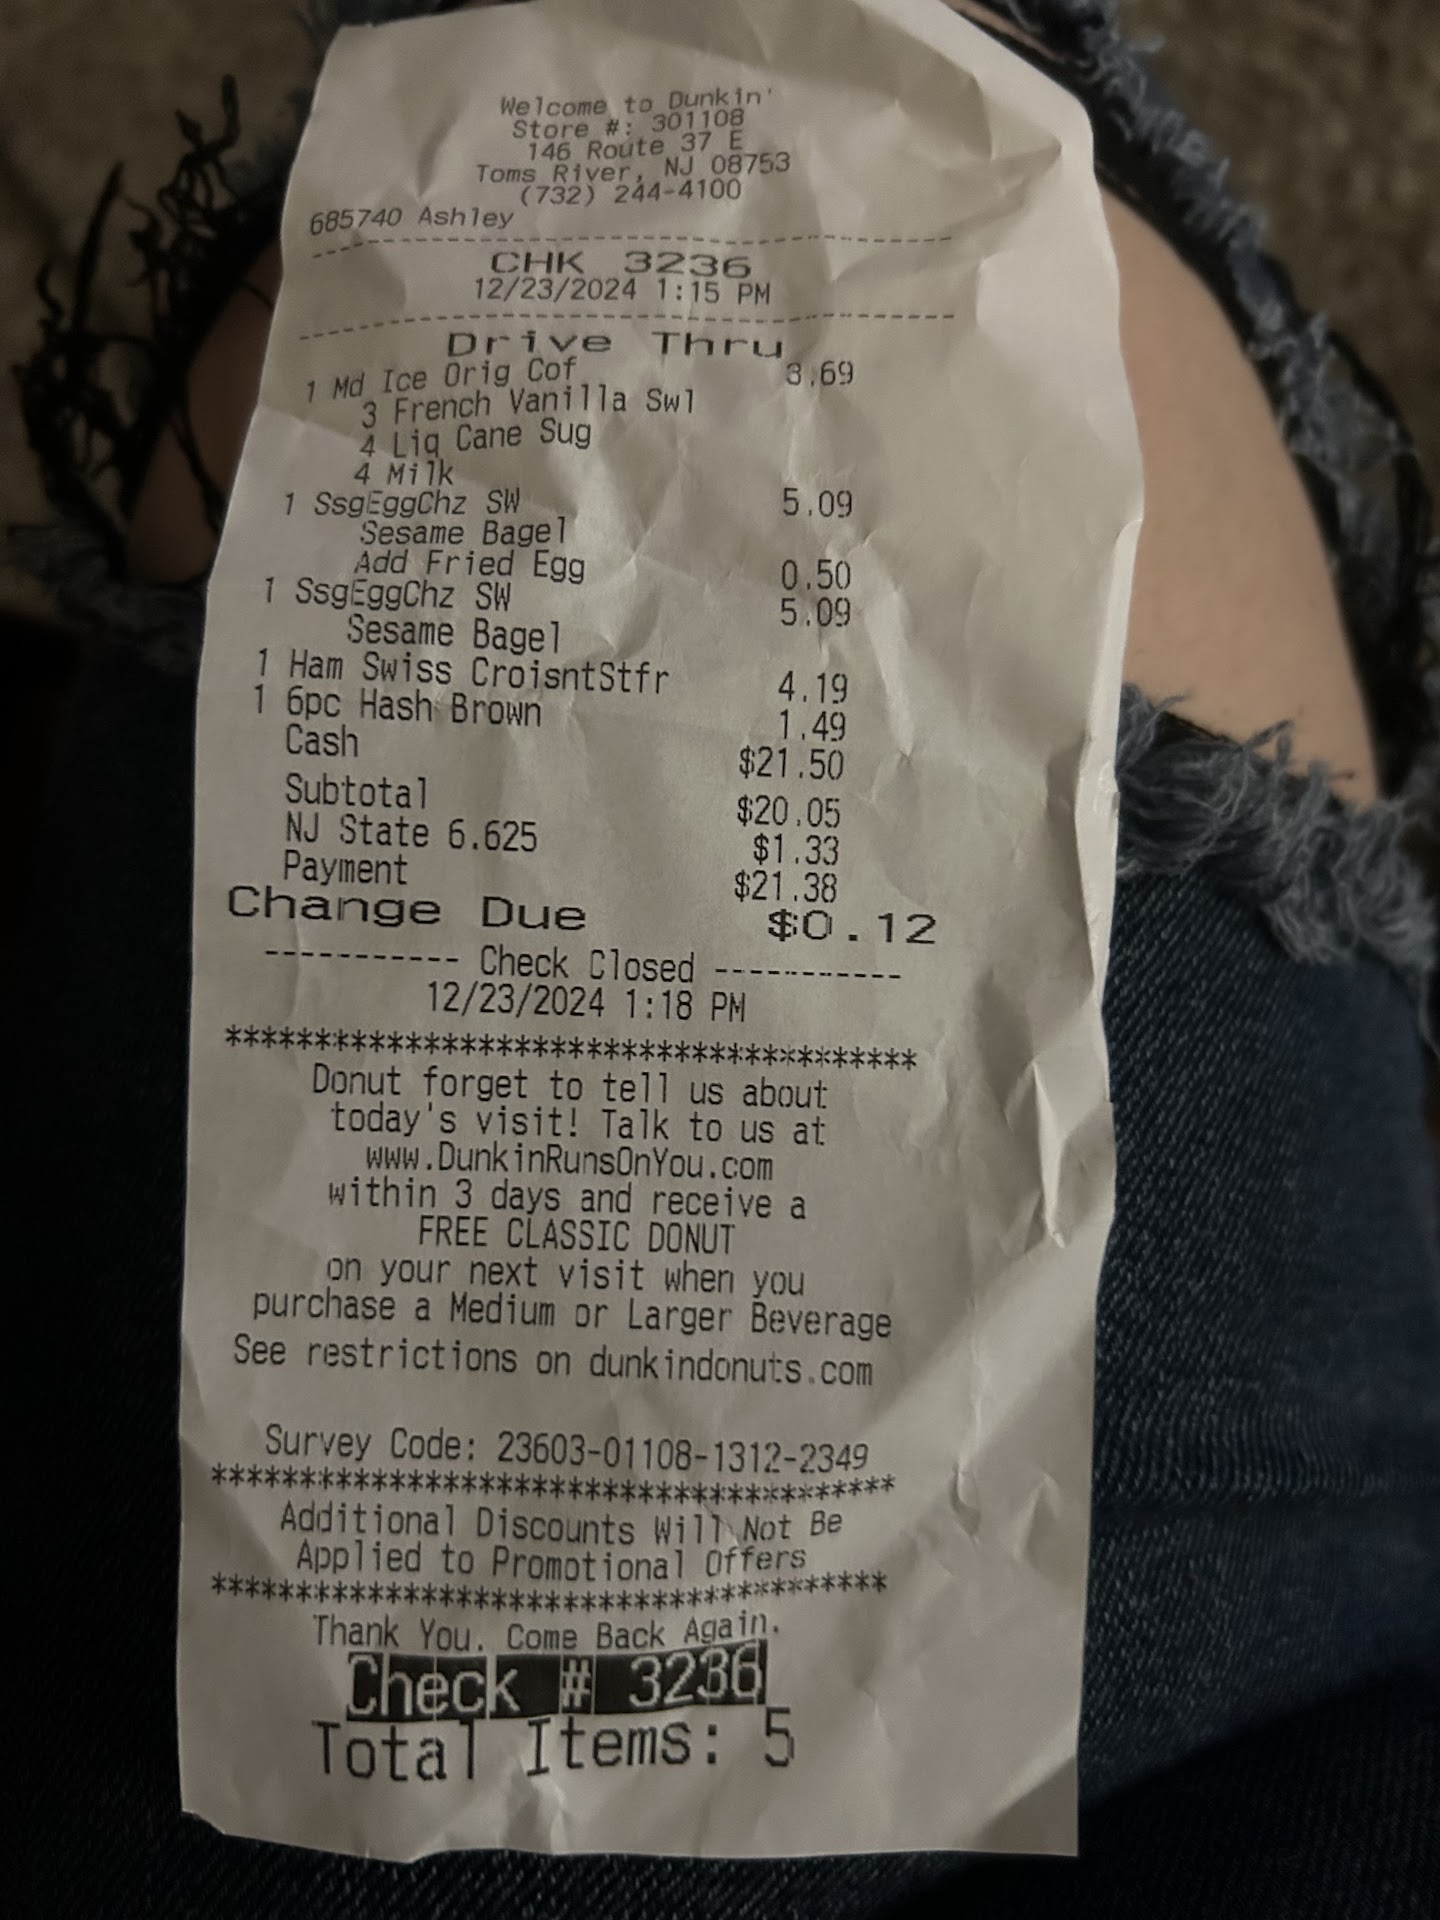 Welcome to Dunkin'
Store #: 301108
146 Route 37 E
Toms River, NJ 08753
(732) 244-4100
685740 Ashley
CHK 3236
12/23/2024 1:15 PM
Drive Thru
1 Md Ice Orig Cof 3.69
3 French Vanilla Swl
4 Liq Cane Sug
4 Milk
1 SsgEggChz SW 5.09
Sesame Bagel
Add Fried Egg 0.50
1 SsgEggChz SW 5.09
Sesame Bagel
1 Ham Swiss CroisntStfr 4.19
1 6pc Hash Brown 1.49
Cash $21.50
Subtotal $20.05
NJ State 6.625 $1.33
Payment $21.38
Change Due $0.12
----------- Check Closed -----------
12/23/2024 1:18 PM
***************************************
Donut forget to tell us about
today's visit! Talk to us at
www.DunkinRunsOnYou.com
within 3 days and receive a
FREE CLASSIC DONUT
on your next visit when you
purchase a Medium or Larger Beverage
See restrictions on dunkindonuts.com
Survey Code: 23603-01108-1312-2349
***************************************
Additional Discounts Will Not Be
Applied to Promotional Offers
***************************************
Thank You. Come Back Again.
Check # 3236
Total Items: 5